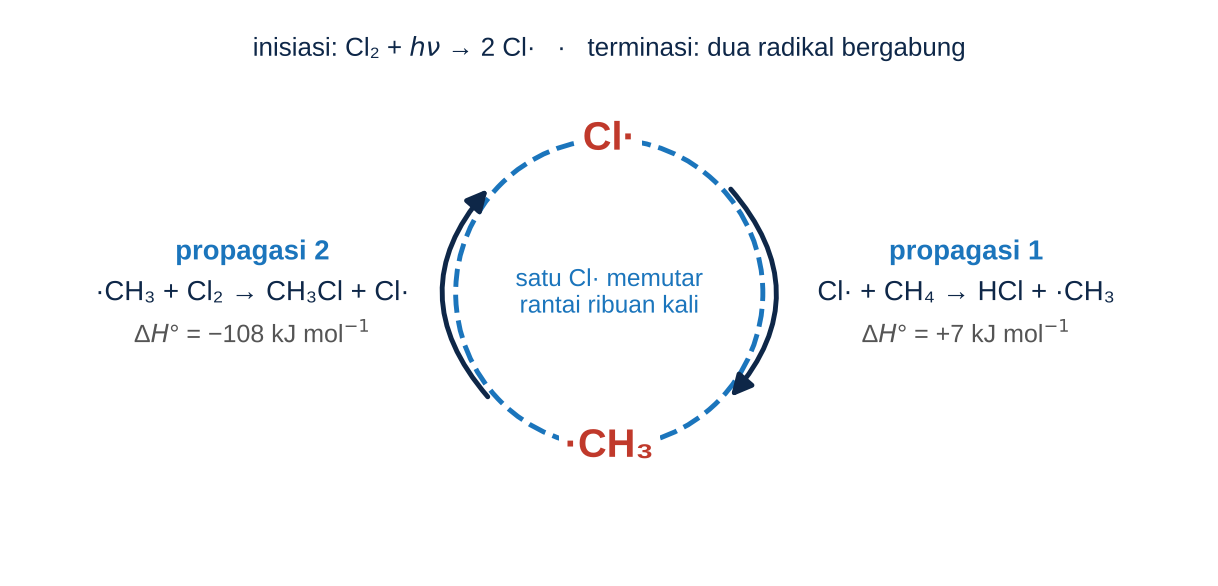 inisiasi: Cl₂ + hν → 2 Cl· · terminasi: dua radikal bergabung
Cl·
propagasi 2
·CH₃ + Cl₂ → CH₃Cl + Cl·
ΔH° = −108 kJ mol⁻¹
satu Cl· memutar
rantai ribuan kali
propagasi 1
Cl· + CH₄ → HCl + ·CH₃
ΔH° = +7 kJ mol⁻¹
·CH₃